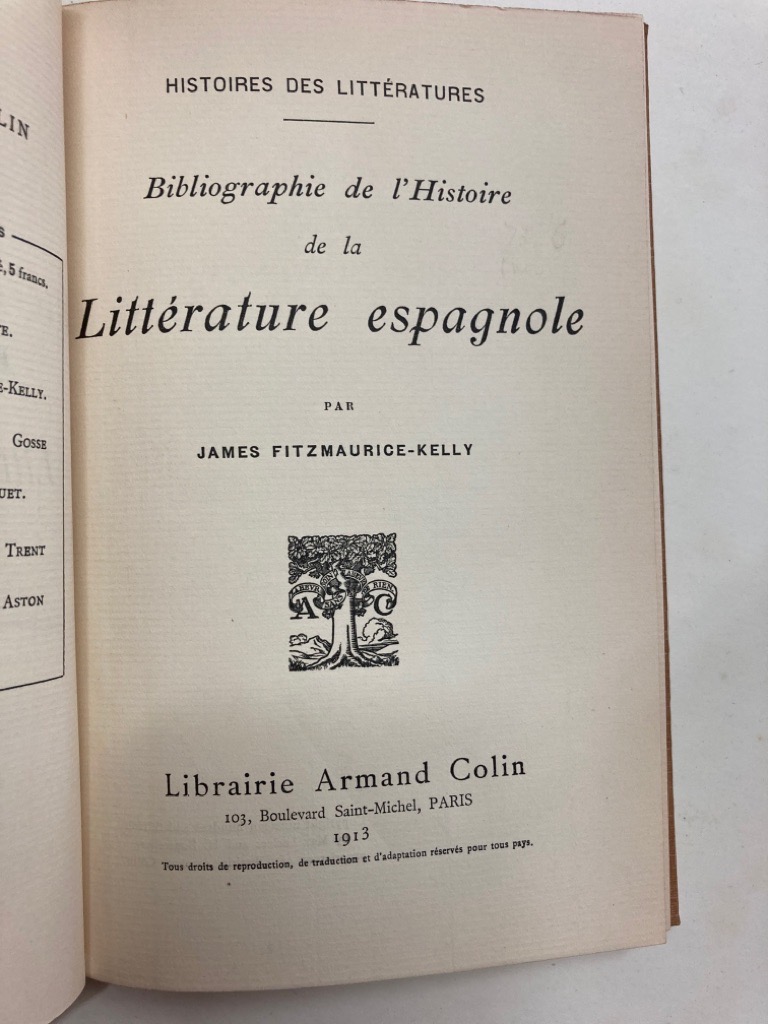 LIN
S
é, 5 francs.
TE.
E-KELLY.
GOSSE
UET.
TRENT
ASTON
HISTOIRES DES LITTÉRATURES
Bibliographie de l'Histoire
de la
Littérature espagnole
PAR
JAMES FITZMAURICE-KELLY
RIEN
A C
Librairie Armand Colin
103, Boulevard Saint-Michel, PARIS
1913
Tous droits de reproduction, de traduction et d'adaptation réservés pour tous pays.